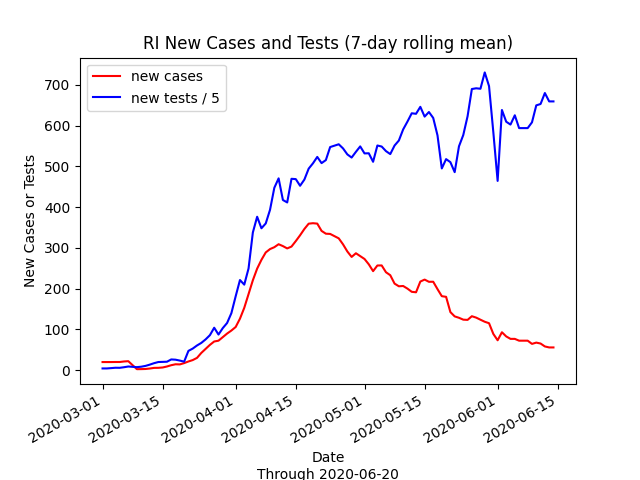 RI New Cases and Tests (7-day rolling mean)
new cases
new tests / 5
New Cases or Tests
700
600
500
400
300
200
100
0
2020-03-01
2020-03-15
2020-04-01
2020-04-15
2020-05-01
2020-05-15
2020-06-01
2020-06-15
Date
Through 2020-06-20